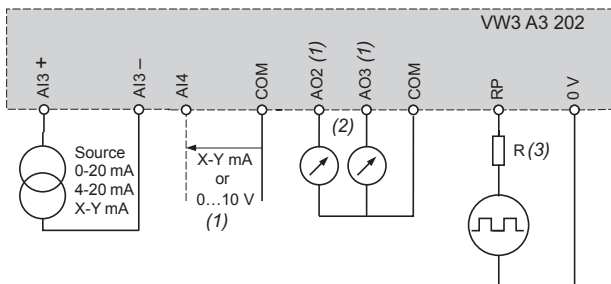 VW3 A3 202
AI3 +
AI3 –
AI4
COM
AO2 (1)
AO3 (1)
COM
RP
0 V
Source
0-20 mA
4-20 mA
X-Y mA
X-Y mA
or
0…10 V
(1)
(2)
R (3)